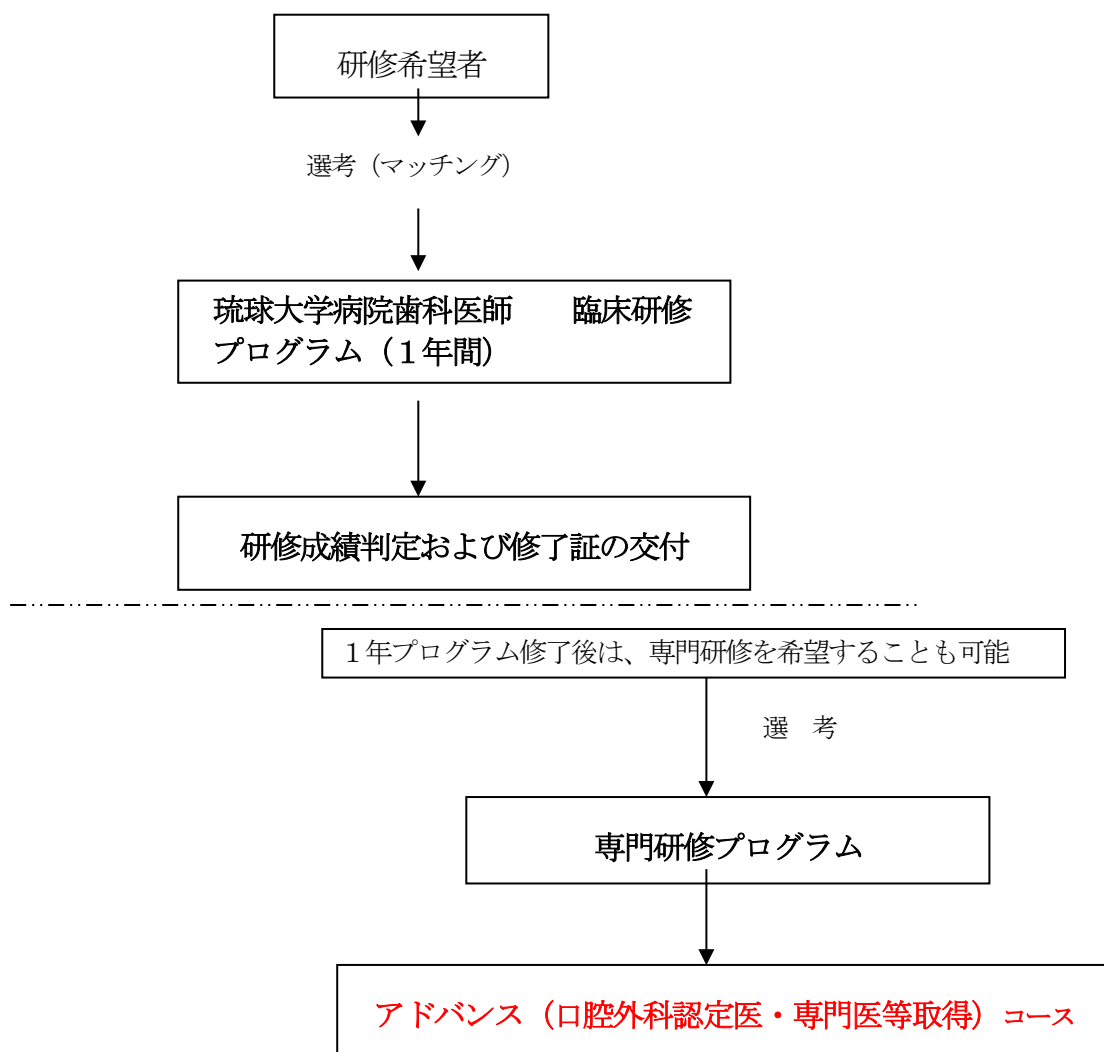 研修希望者
選考（マッチング）
琉球大学病院歯科医師　　臨床研修
プログラム（１年間）
研修成績判定および修了証の交付
１年プログラム修了後は、専門研修を希望することも可能
選　考
専門研修プログラム
アドバンス（口腔外科認定医・専門医等取得）コース